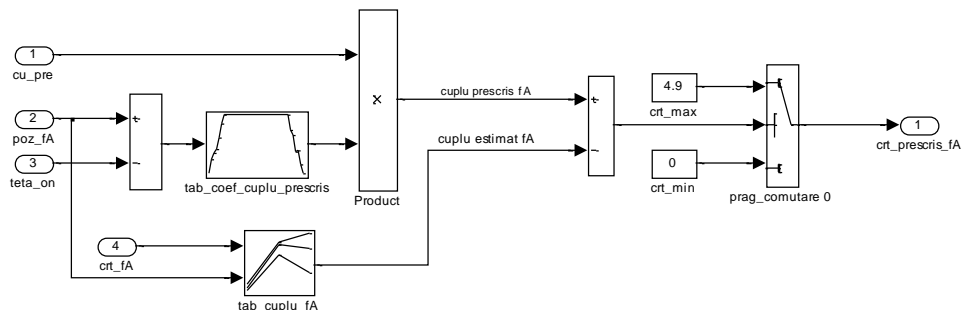 1
cu_pre
2
poz_fA
3
teta_on
+
-
tab_coef_cuplu_prescris
x
Product
4
crt_fA
tab_cuplu_fA
cuplu prescris fA
cuplu estimat fA
+
-
4.9
crt_max
0
crt_min
prag_comutare 0
1
crt_prescris_fA